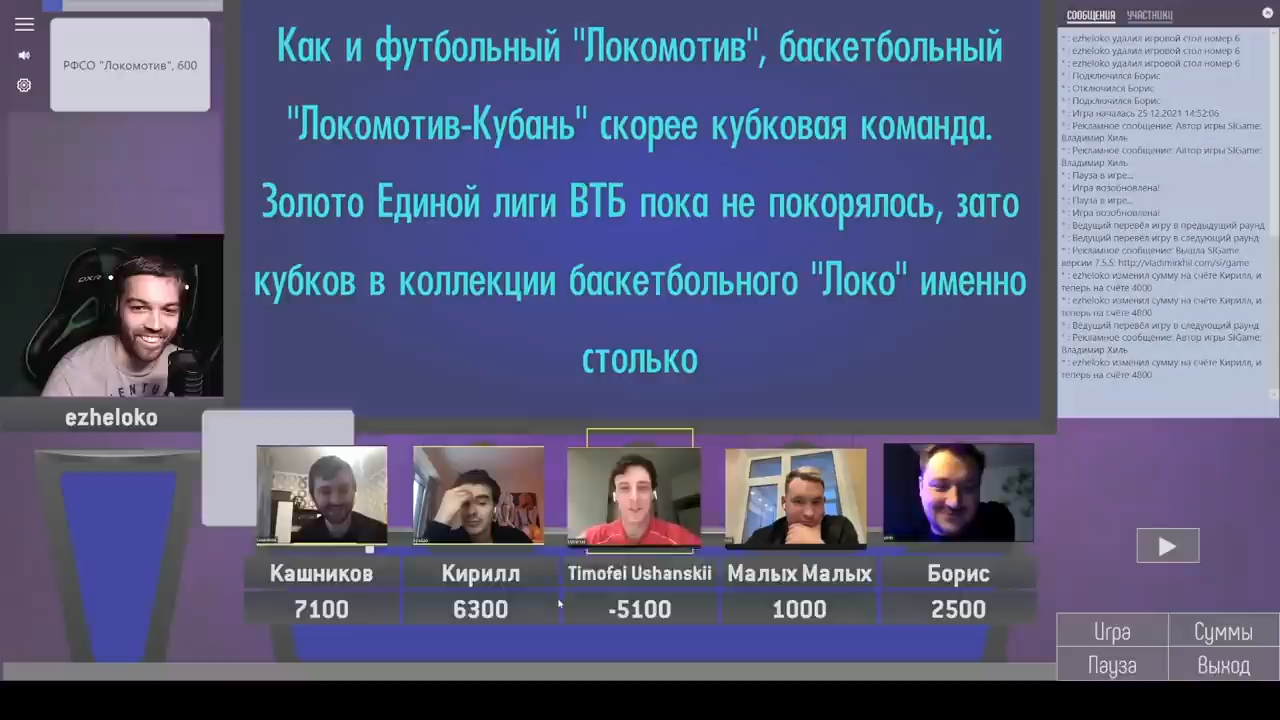 РФСО "Локомотив", 600
Как и футбольный "Локомотив", баскетбольный
"Локомотив-Кубань" скорее кубковая команда.
Золото Единой лиги ВТБ пока не покорялось, зато
кубков в коллекции баскетбольного "Локо" именно
столько
СООБЩЕНИЯ УЧАСТНИКИ
* : ezheloko удалил игровой стол номер 6
* : ezheloko удалил игровой стол номер 6
* : ezheloko удалил игровой стол номер 6
* : Подключился Борис
* : Отключился Борис
* : Подключился Борис
* : Игра началась 25.12.2021 14:52:06
* : Рекламное сообщение: Автор игры SIGame:
Владимир Хиль
* : Рекламное сообщение: Автор игры SIGame:
Владимир Хиль
* : Пауза в игре...
* : Игра возобновлена!
* : Пауза в игре...
* : Игра возобновлена!
* : Ведущий перевёл игру в предыдущий раунд
* : Ведущий перевёл игру в следующий раунд
* : Рекламное сообщение: Вышла SIGame
версии 7.5.5: http://vladimirkhil.com/si/game
* : ezheloko изменил сумму на счёте Кирилл, и
теперь на счёте 4000
* : ezheloko изменил сумму на счёте Кирилл, и
теперь на счёте 4800
* : Ведущий перевёл игру в следующий раунд
* : Рекламное сообщение: Автор игры SIGame:
Владимир Хиль
* : ezheloko изменил сумму на счёте Кирилл, и
теперь на счёте 4800
DXR
ENTU
ezheloko
Кашников Кирилл Timofei Ushanskii Малых Малых Борис
7100 6300 -5100 1000 2500
Игра Суммы
Пауза Выход